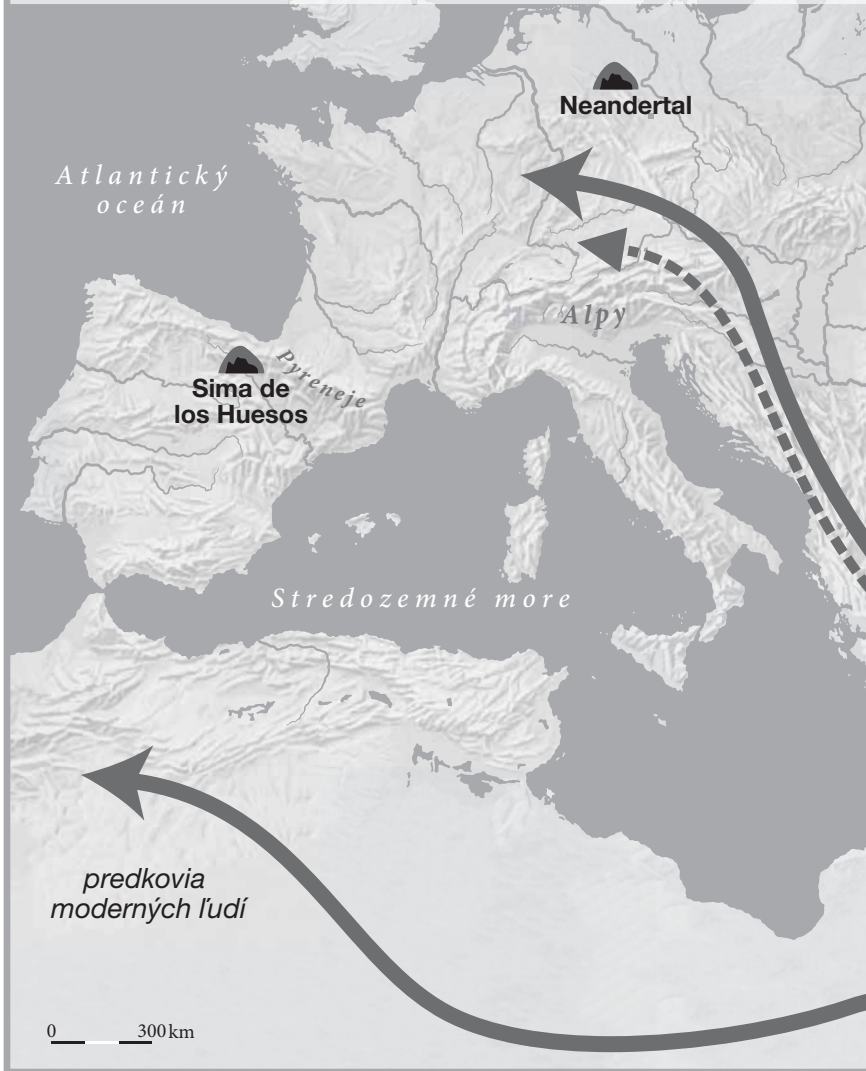 Neandertal
Atlantický
oceán
Alpy
Pyreneje
Sima de
los Huesos
Stredozemné more
predkovia
moderných ľudí
0 300 km